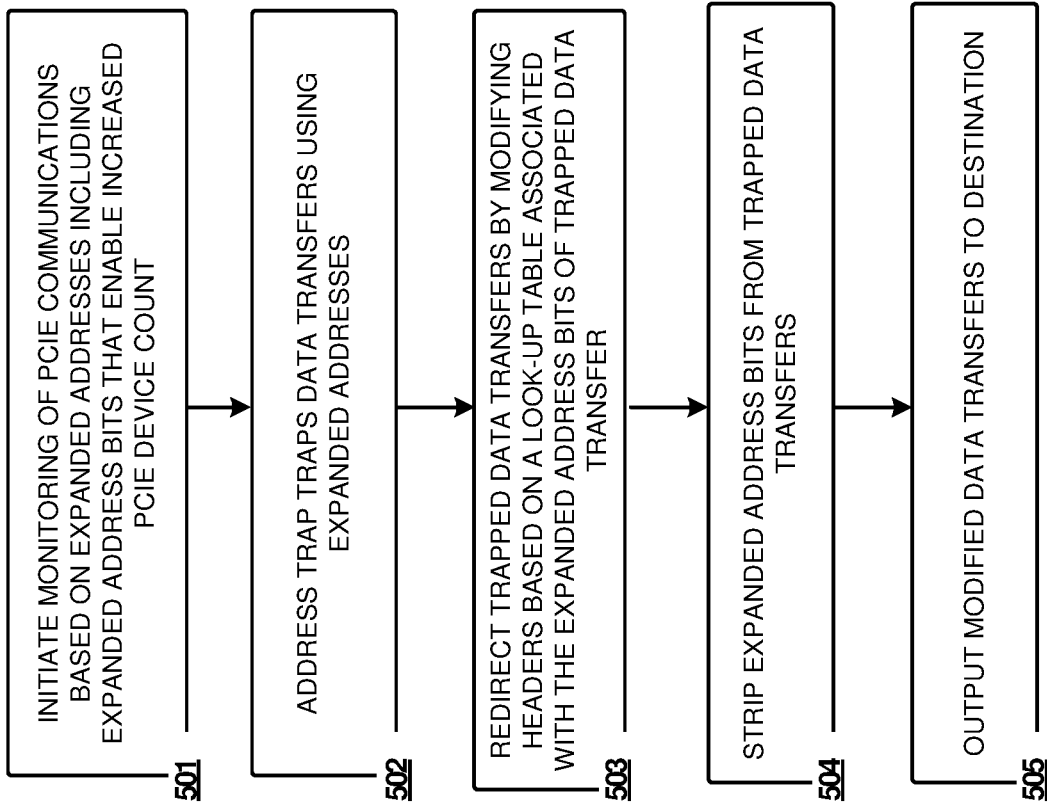 INITIATE MONITORING OF PCIE COMMUNICATIONS
BASED ON EXPANDED ADDRESSES INCLUDING
EXPANDED ADDRESS BITS THAT ENABLE INCREASED
PCIE DEVICE COUNT
501
ADDRESS TRAP TRAPS DATA TRANSFERS USING
EXPANDED ADDRESSES
502
REDIRECT TRAPPED DATA TRANSFERS BY MODIFYING
HEADERS BASED ON A LOOK-UP TABLE ASSOCIATED
WITH THE EXPANDED ADDRESS BITS OF TRAPPED DATA
TRANSFER
503
STRIP EXPANDED ADDRESS BITS FROM TRAPPED DATA
TRANSFERS
504
OUTPUT MODIFIED DATA TRANSFERS TO DESTINATION
505